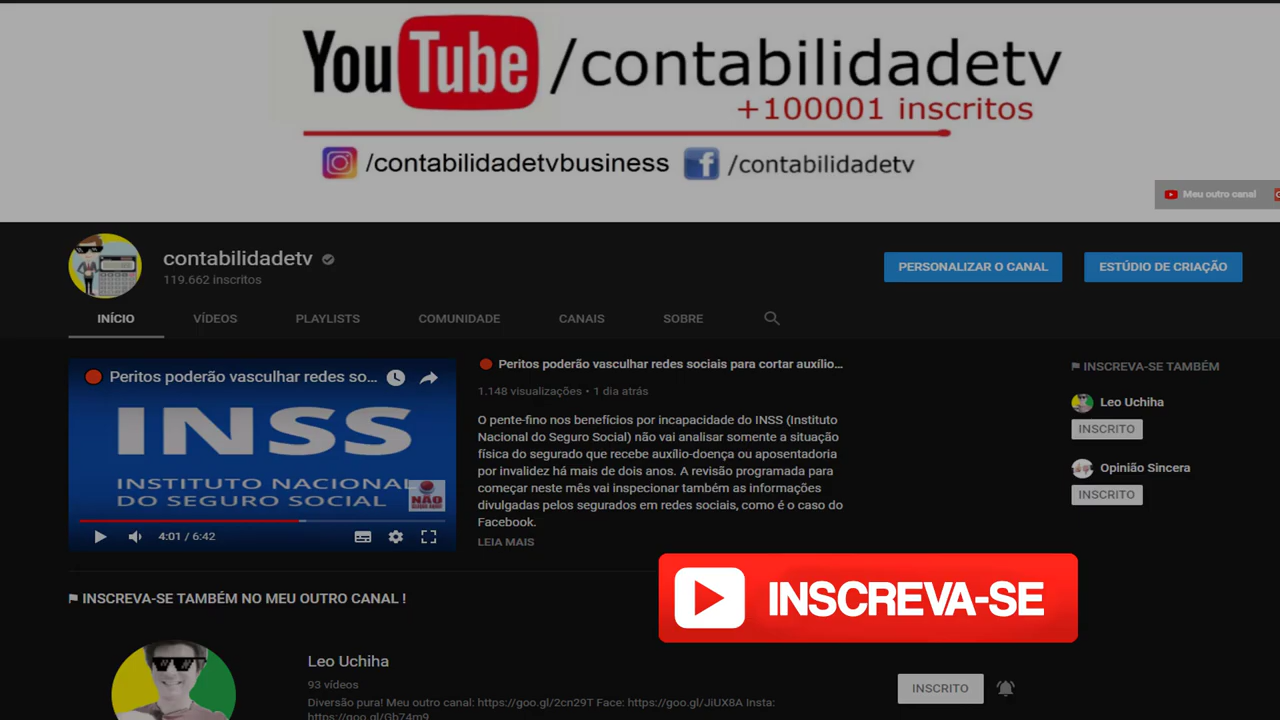 YouTube /contabilidadetv
+100001 inscritos
/contabilidadetvbusiness /contabilidadetv
Meu outro canal
contabilidadetv
119.662 inscritos
PERSONALIZAR O CANAL ESTÚDIO DE CRIAÇÃO
INÍCIO VÍDEOS PLAYLISTS COMUNIDADE CANAIS SOBRE
Peritos poderão vasculhar redes so...
INSS
INSTITUTO NACIONAL
DO SEGURO SOCIAL
NÃO
4:01 / 6:42
Peritos poderão vasculhar redes sociais para cortar auxílio...
1.148 visualizações • 1 dia atrás
O pente-fino nos benefícios por incapacidade do INSS (Instituto
Nacional do Seguro Social) não vai analisar somente a situação
física do segurado que recebe auxílio-doença ou aposentadoria
por invalidez há mais de dois anos. A revisão programada para
começar neste mês vai inspecionar também as informações
divulgadas pelos segurados em redes sociais, como é o caso do
Facebook.
LEIA MAIS
INSCREVA-SE TAMBÉM
Leo Uchiha
INSCRITO
Opinião Sincera
INSCRITO
INSCREVA-SE
INSCREVA-SE TAMBÉM NO MEU OUTRO CANAL !
Leo Uchiha
93 vídeos
Diversão pura! Meu outro canal: https://goo.gl/2cn29T Face: https://goo.gl/JiUX8A Insta:
https://goo.gl/Gb74m9
INSCRITO